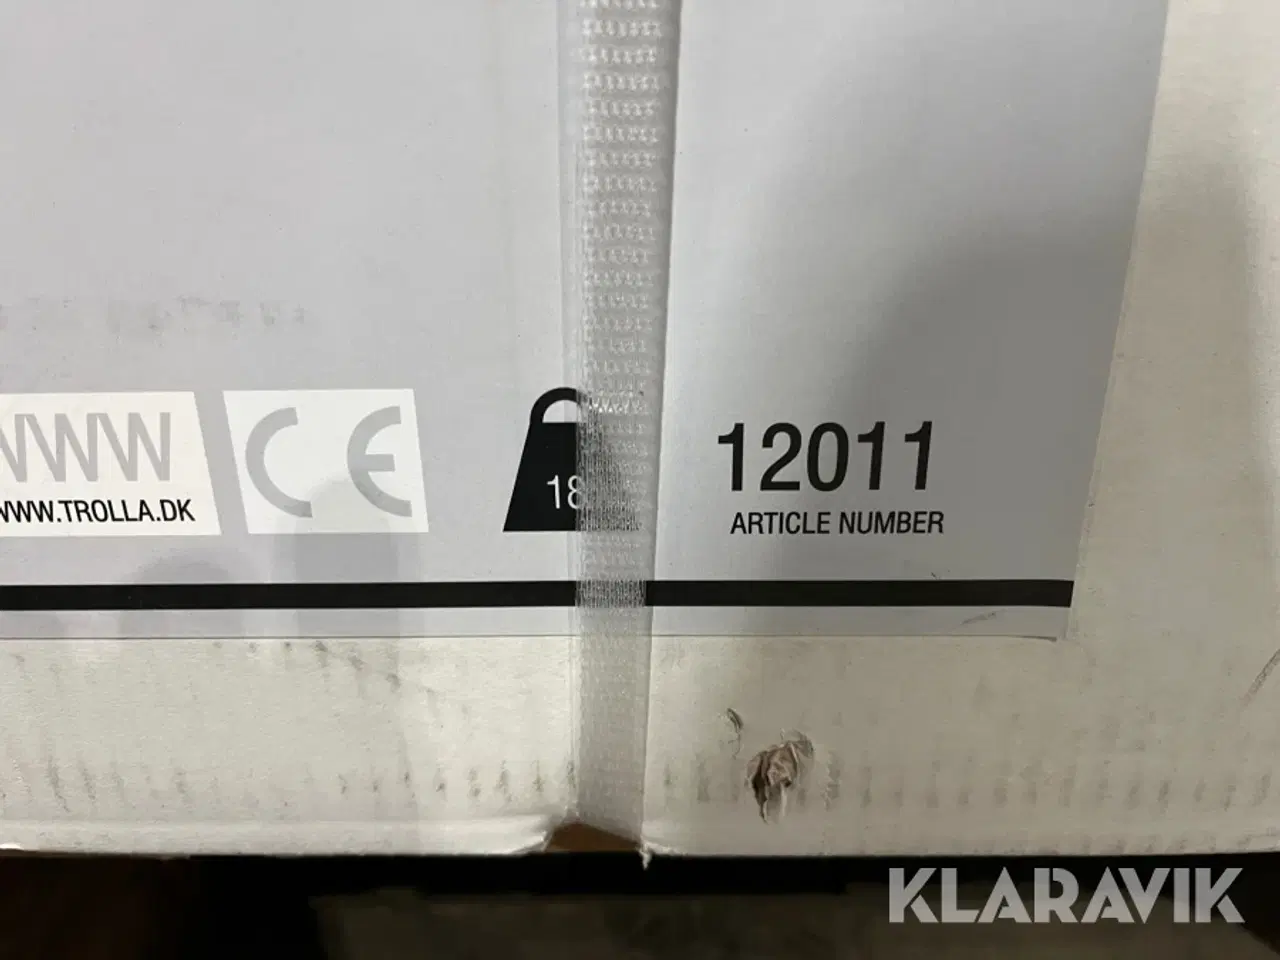 WWW
WWW.TROLLA.DK
CE
18
12011
ARTICLE NUMBER
KLARAVIK